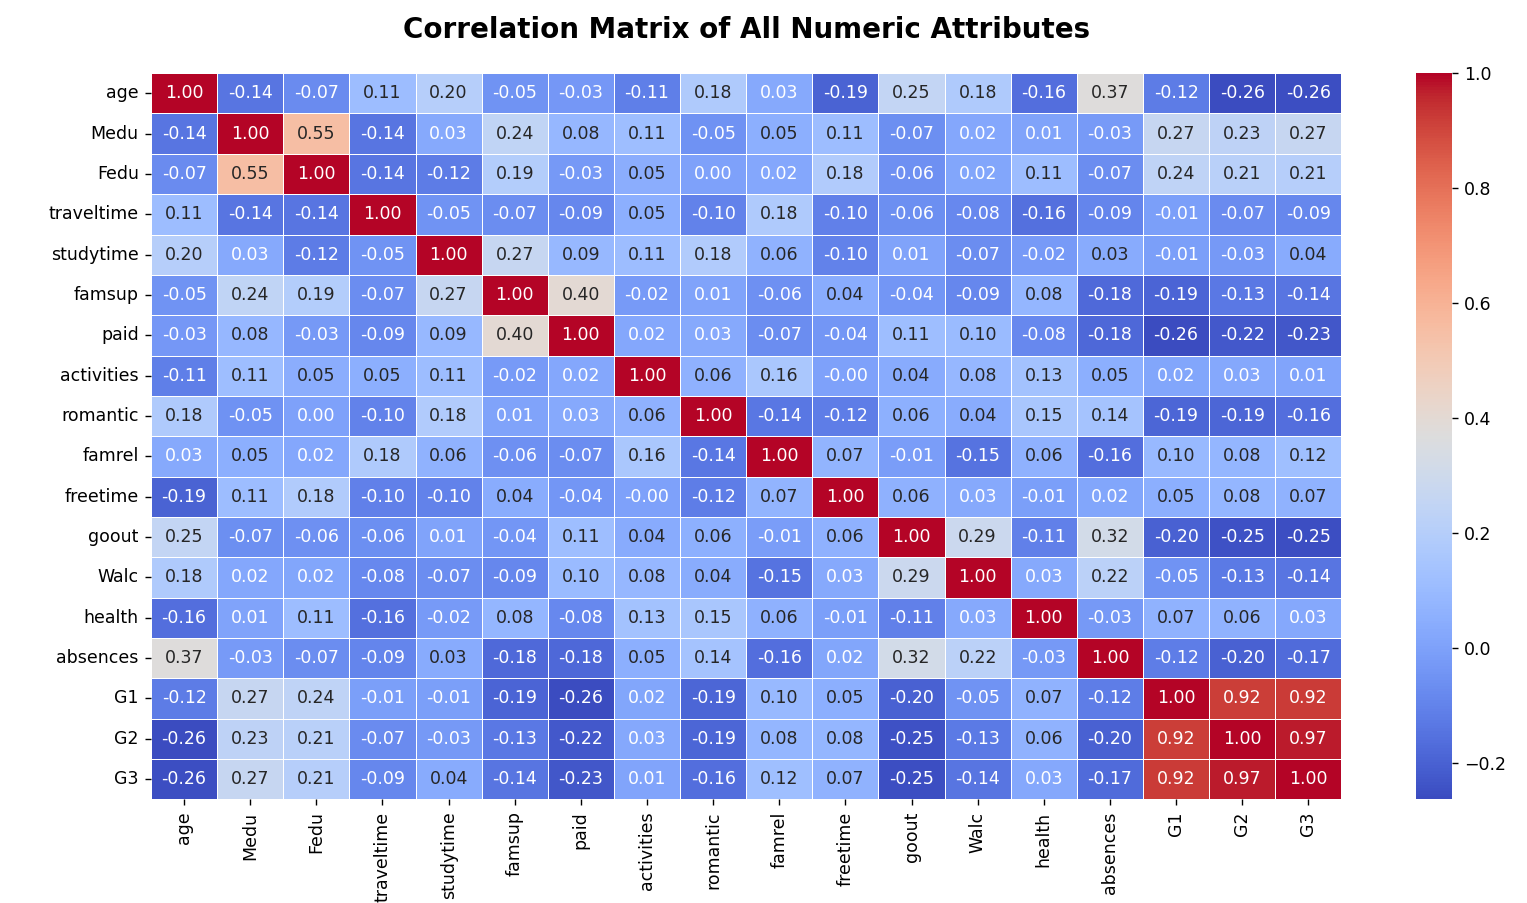 Correlation Matrix of All Numeric Attributes
age 1.00 -0.14 -0.07 0.11 0.20 -0.05 -0.03 -0.11 0.18 0.03 -0.19 0.25 0.18 -0.16 0.37 -0.12 -0.26 -0.26
Medu -0.14 1.00 0.55 -0.14 0.03 0.24 0.08 0.11 -0.05 0.05 0.11 -0.07 0.02 0.01 -0.03 0.27 0.23 0.27
Fedu -0.07 0.55 1.00 -0.14 -0.12 0.19 -0.03 0.05 0.00 0.02 0.18 -0.06 0.02 0.11 -0.07 0.24 0.21 0.21
traveltime 0.11 -0.14 -0.14 1.00 -0.05 -0.07 -0.09 0.05 -0.10 0.18 -0.10 -0.06 -0.08 -0.16 -0.09 -0.01 -0.07 -0.09
studytime 0.20 0.03 -0.12 -0.05 1.00 0.27 0.09 0.11 0.18 0.06 -0.10 0.01 -0.07 -0.02 0.03 -0.01 -0.03 0.04
famsup -0.05 0.24 0.19 -0.07 0.27 1.00 0.40 -0.02 0.01 -0.06 0.04 -0.04 -0.09 0.08 -0.18 -0.19 -0.13 -0.14
paid -0.03 0.08 -0.03 -0.09 0.09 0.40 1.00 0.02 0.03 -0.07 -0.04 0.11 0.10 -0.08 -0.18 -0.26 -0.22 -0.23
activities -0.11 0.11 0.05 0.05 0.11 -0.02 0.02 1.00 0.06 0.16 -0.00 0.04 0.08 0.13 0.05 0.02 0.03 0.01
romantic 0.18 -0.05 0.00 -0.10 0.18 0.01 0.03 0.06 1.00 -0.14 -0.12 0.06 0.04 0.15 0.14 -0.19 -0.19 -0.16
famrel 0.03 0.05 0.02 0.18 0.06 -0.06 -0.07 0.16 -0.14 1.00 0.07 -0.01 -0.15 0.06 -0.16 0.10 0.08 0.12
freetime -0.19 0.11 0.18 -0.10 -0.10 0.04 -0.04 -0.00 -0.12 0.07 1.00 0.06 0.03 -0.01 0.02 0.05 0.08 0.07
goout 0.25 -0.07 -0.06 -0.06 0.01 -0.04 0.11 0.04 0.06 -0.01 0.06 1.00 0.29 -0.11 0.32 -0.20 -0.25 -0.25
Walc 0.18 0.02 0.02 -0.08 -0.07 -0.09 0.10 0.08 0.04 -0.15 0.03 0.29 1.00 0.03 0.22 -0.05 -0.13 -0.14
health -0.16 0.01 0.11 -0.16 -0.02 0.08 -0.08 0.13 0.15 0.06 -0.01 -0.11 0.03 1.00 -0.03 0.07 0.06 0.03
absences 0.37 -0.03 -0.07 -0.09 0.03 -0.18 -0.18 0.05 0.14 -0.16 0.02 0.32 0.22 -0.03 1.00 -0.12 -0.20 -0.17
G1 -0.12 0.27 0.24 -0.01 -0.01 -0.19 -0.26 0.02 -0.19 0.10 0.05 -0.20 -0.05 0.07 -0.12 1.00 0.92 0.92
G2 -0.26 0.23 0.21 -0.07 -0.03 -0.13 -0.22 0.03 -0.19 0.08 0.08 -0.25 -0.13 0.06 -0.20 0.92 1.00 0.97
G3 -0.26 0.27 0.21 -0.09 0.04 -0.14 -0.23 0.01 -0.16 0.12 0.07 -0.25 -0.14 0.03 -0.17 0.92 0.97 1.00
age Medu Fedu traveltime studytime famsup paid activities romantic famrel freetime goout Walc health absences G1 G2 G3
1.0
0.8
0.6
0.4
0.2
0.0
−0.2